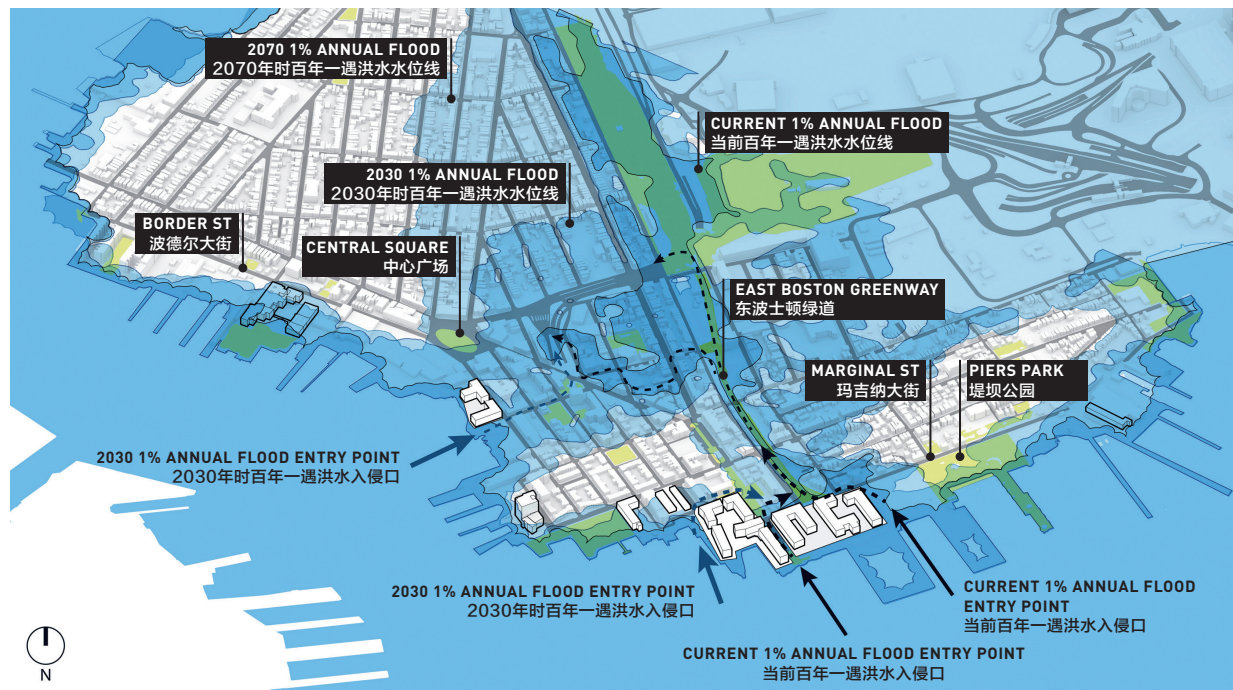 2070 1% ANNUAL FLOOD
2070年时百年一遇洪水水位线
CURRENT 1% ANNUAL FLOOD
当前百年一遇洪水水位线
2030 1% ANNUAL FLOOD
2030年时百年一遇洪水水位线
BORDER ST
波德尔大街
CENTRAL SQUARE
中心广场
EAST BOSTON GREENWAY
东波士顿绿道
MARGINAL ST
玛吉纳大街
PIERS PARK
堤坝公园
2030 1% ANNUAL FLOOD ENTRY POINT
2030年时百年一遇洪水入侵口
2030 1% ANNUAL FLOOD ENTRY POINT
2030年时百年一遇洪水入侵口
CURRENT 1% ANNUAL FLOOD
ENTRY POINT
当前百年一遇洪水入侵口
CURRENT 1% ANNUAL FLOOD ENTRY POINT
当前百年一遇洪水入侵口
N